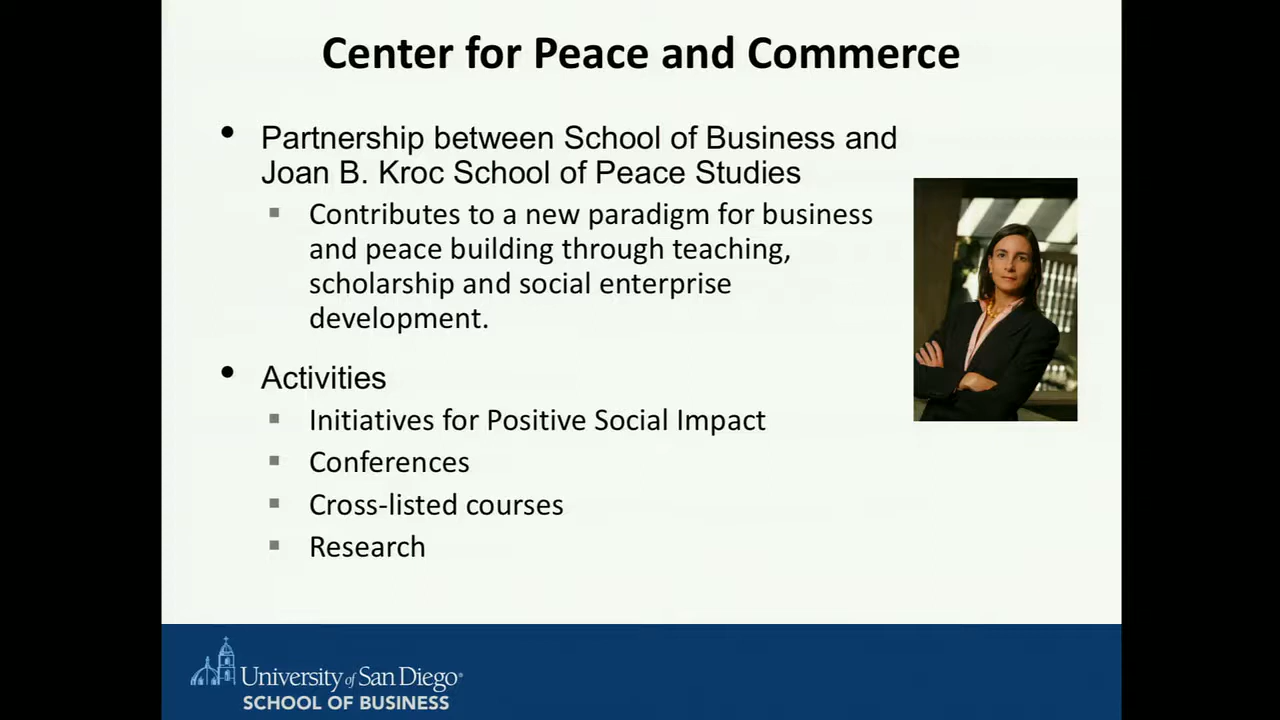 Center for Peace and Commerce
• Partnership between School of Business and
Joan B. Kroc School of Peace Studies
▪ Contributes to a new paradigm for business
and peace building through teaching,
scholarship and social enterprise
development.
• Activities
▪ Initiatives for Positive Social Impact
▪ Conferences
▪ Cross-listed courses
▪ Research
University of San Diego®
SCHOOL OF BUSINESS